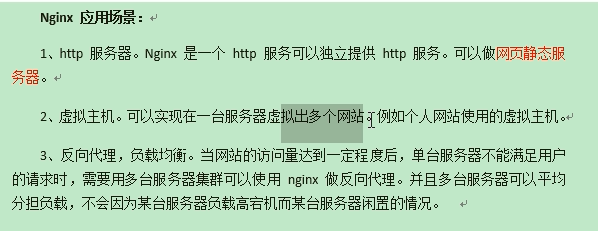 Nginx 应用场景：
1、http 服务器。Nginx 是一个 http 服务可以独立提供 http 服务。可以做网页静态服
务器。
2、虚拟主机。可以实现在一台服务器虚拟出多个网站。例如个人网站使用的虚拟主机。
3、反向代理，负载均衡。当网站的访问量达到一定程度后，单台服务器不能满足用户
的请求时，需要用多台服务器集群可以使用 nginx 做反向代理。并且多台服务器可以平均
分担负载，不会因为某台服务器负载高宕机而某台服务器闲置的情况。